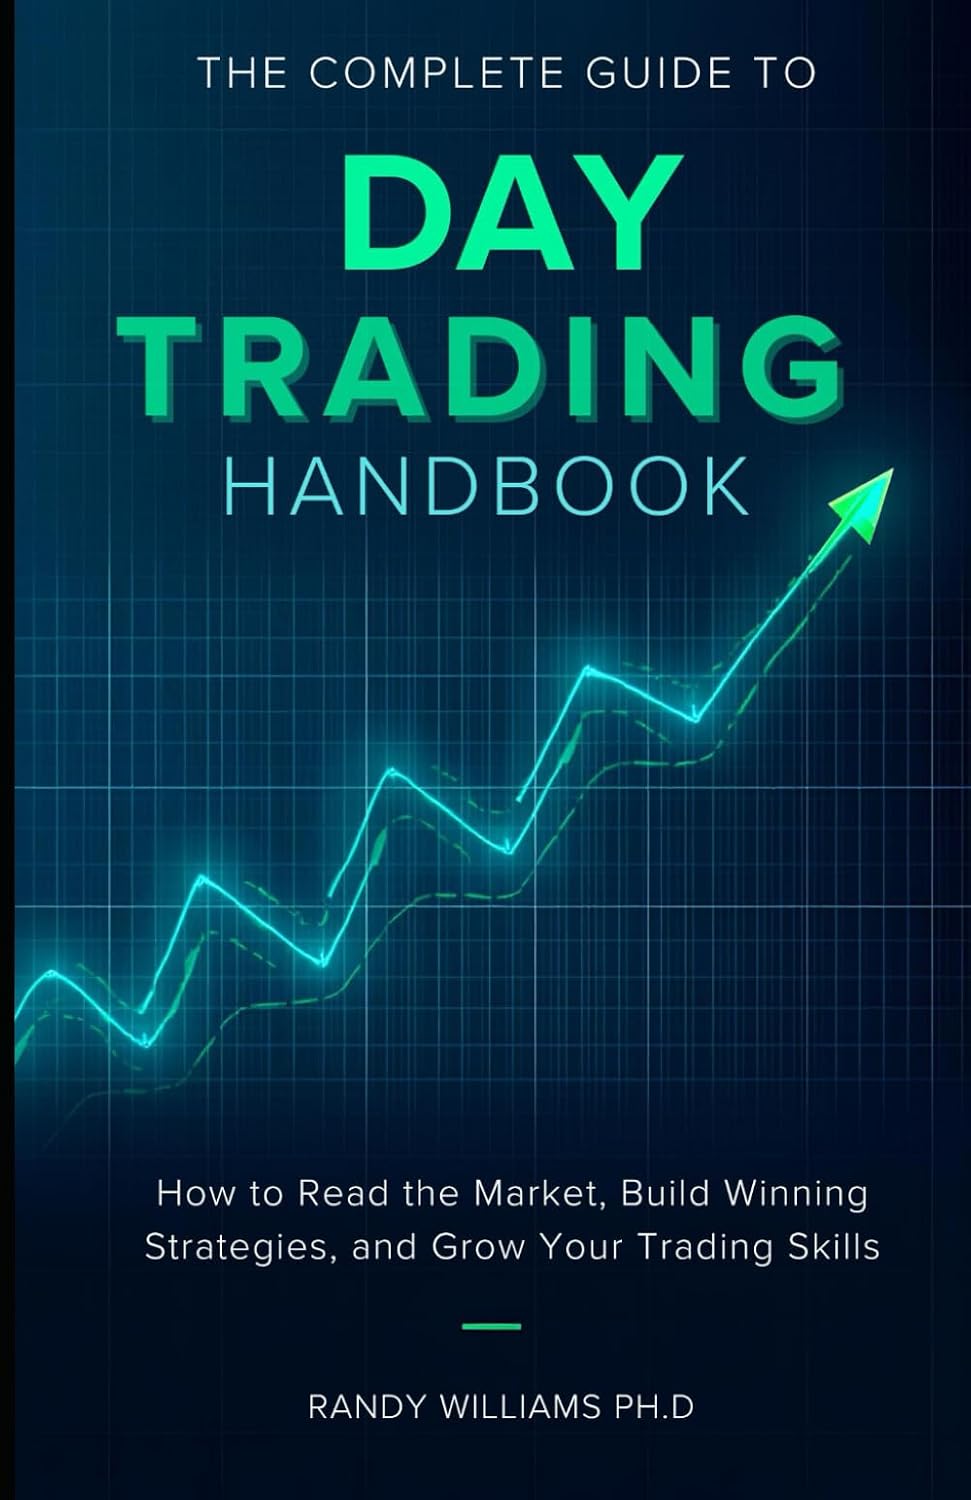 THE COMPLETE GUIDE TO
DAY
TRADING
HANDBOOK
How to Read the Market, Build Winning
Strategies, and Grow Your Trading Skills
RANDY WILLIAMS PH.D